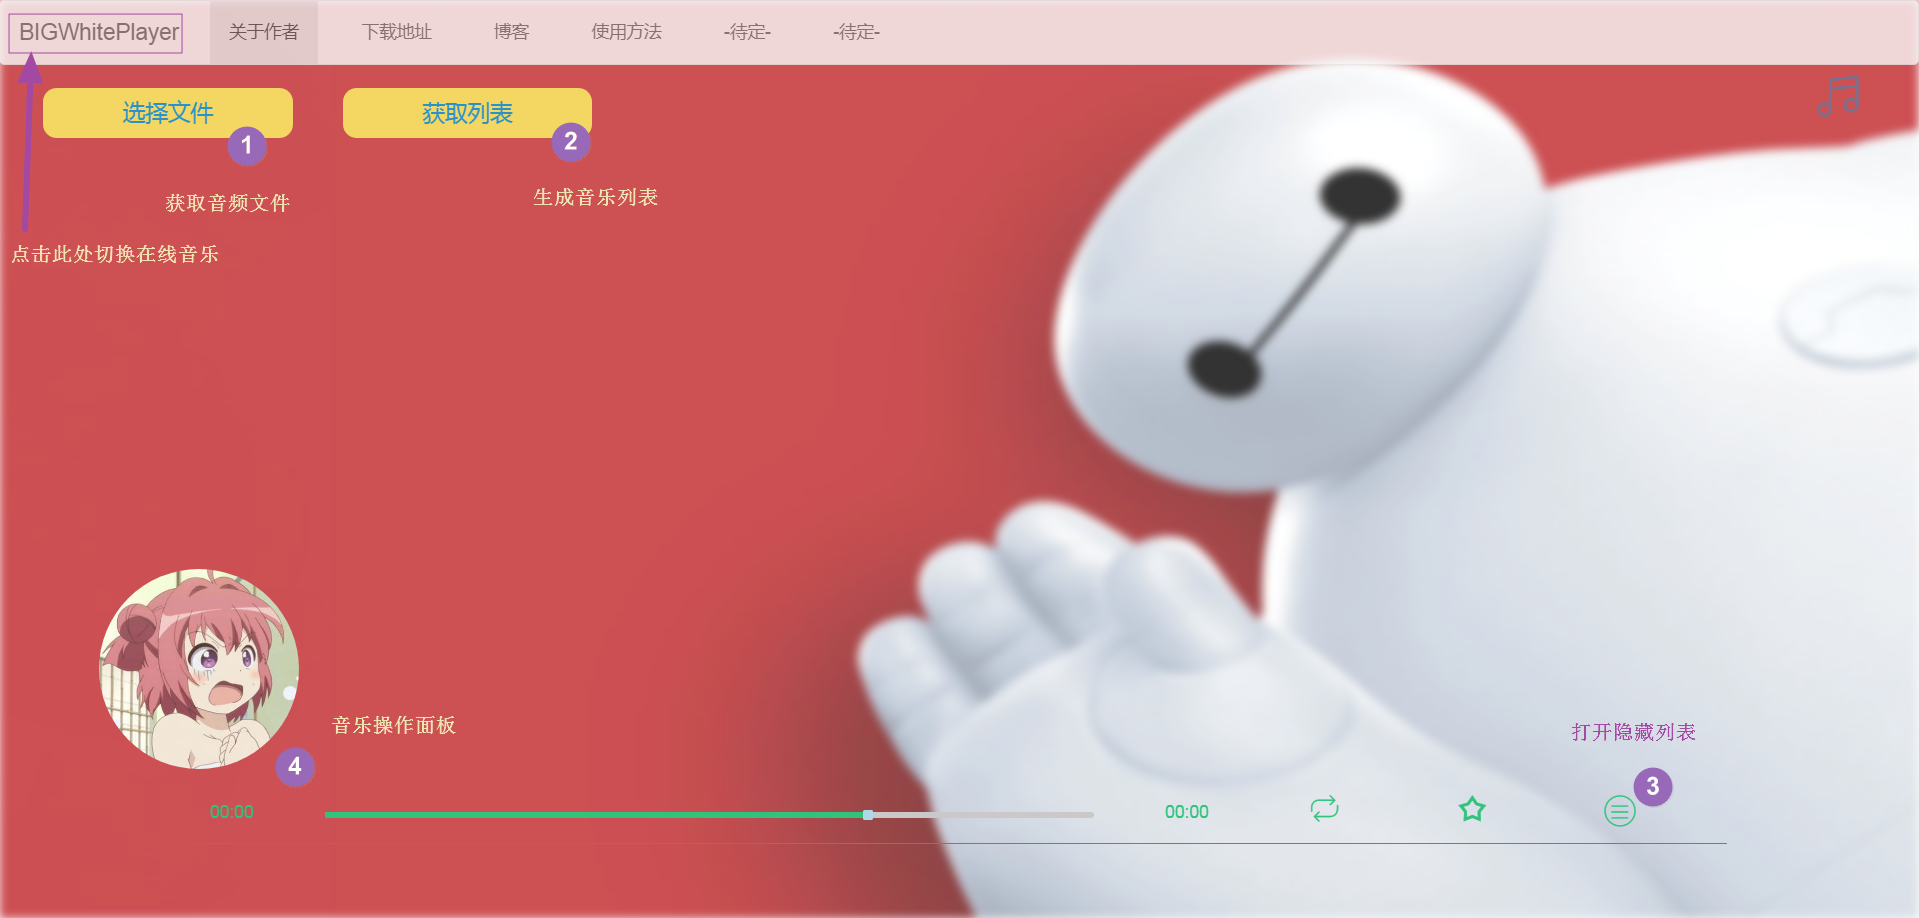 BIGWhitePlayer 关于作者 下载地址 博客 使用方法 -待定- -待定-
选择文件 获取列表
1 2
获取音频文件 生成音乐列表
点击此处切换在线音乐
音乐操作面板 打开隐藏列表
4 3
00:00 00:00